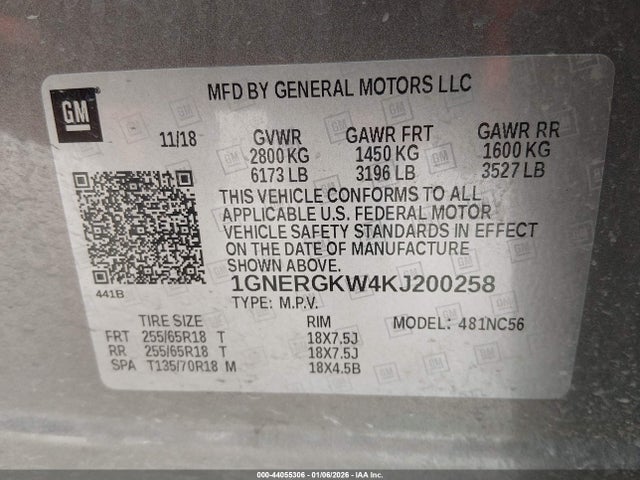 GM
MFD BY GENERAL MOTORS LLC
11/18 GVWR GAWR FRT GAWR RR
2800 KG 1450 KG 1600 KG
6173 LB 3196 LB 3527 LB
THIS VEHICLE CONFORMS TO ALL
APPLICABLE U.S. FEDERAL MOTOR
VEHICLE SAFETY STANDARDS IN EFFECT
ON THE DATE OF MANUFACTURE
SHOWN ABOVE.
441B
1GNERGKW4KJ200258
TYPE: M.P.V.
TIRE SIZE RIM MODEL: 481NC56
FRT 255/65R18 T 18X7.5J
RR 255/65R18 T 18X7.5J
SPA T135/70R18 M 18X4.5B
000-44055306 - 01/06/2026 - IAA Inc.